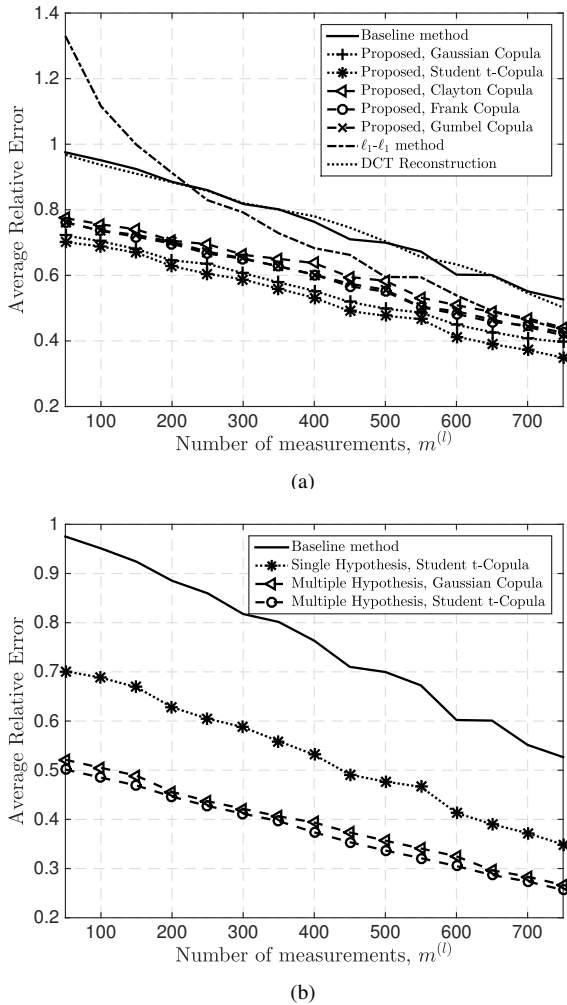 1.4
1.2
1
0.8
0.6
0.4
0.2
Average Relative Error
Baseline method
Proposed, Gaussian Copula
Proposed, Student t-Copula
Proposed, Clayton Copula
Proposed, Frank Copula
Proposed, Gumbel Copula
ℓ₁-ℓ₁ method
DCT Reconstruction
100 200 300 400 500 600 700
Number of measurements, m⁽ˡ⁾
(a)
1
0.9
0.8
0.7
0.6
0.5
0.4
0.3
0.2
Average Relative Error
Baseline method
Single Hypothesis, Student t-Copula
Multiple Hypothesis, Gaussian Copula
Multiple Hypothesis, Student t-Copula
100 200 300 400 500 600 700
Number of measurements, m⁽ˡ⁾
(b)